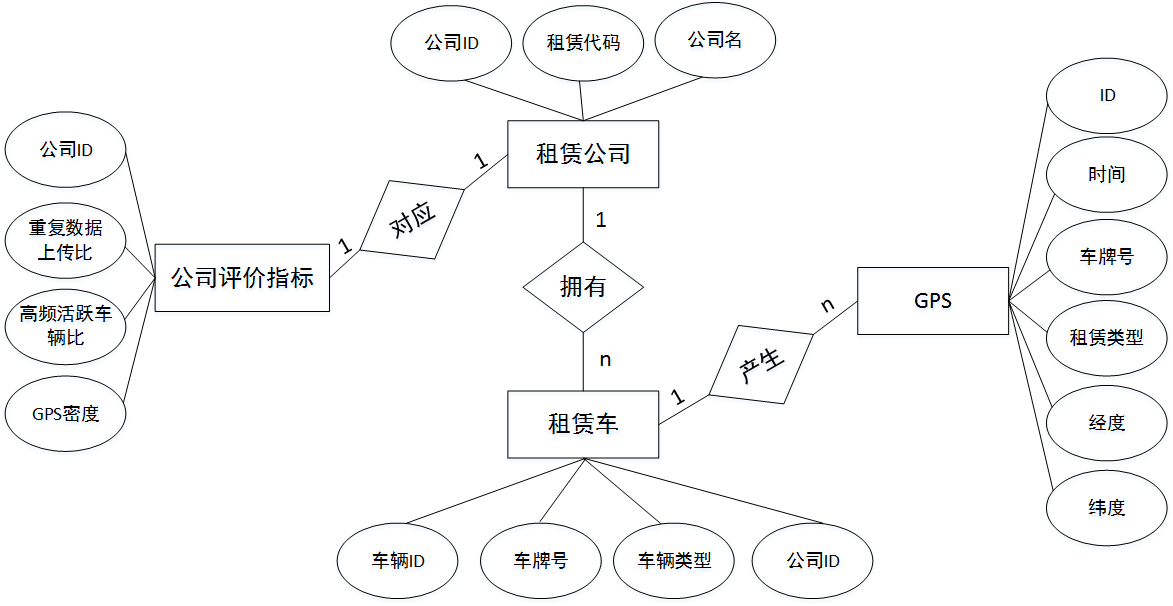 公司ID
租赁代码
公司名
租赁公司
公司ID
重复数据
上传比
高频活跃车
辆比
GPS密度
公司评价指标
1
对应
1
1
拥有
n
租赁车
1
产生
n
GPS
ID
时间
车牌号
租赁类型
经度
纬度
车辆ID
车牌号
车辆类型
公司ID